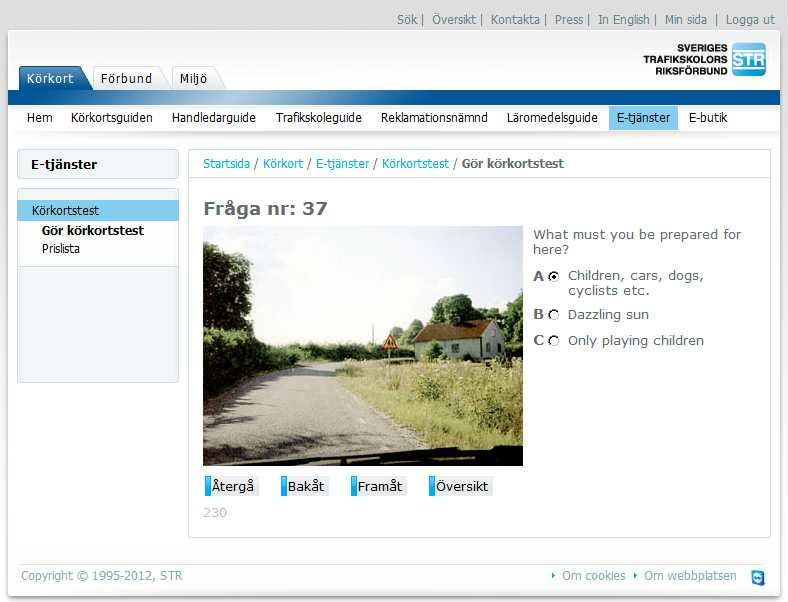 Sök | Översikt | Kontakta | Press | In English | Min sida | Logga ut
SVERIGES
TRAFIKSKOLORS
RIKSFÖRBUND
STR
Körkort Förbund Miljö
Hem Körkortsguiden Handledarguide Trafikskoleguide Reklamationsnämnd Läromedelsguide E-tjänster E-butik
E-tjänster
Körkortstest
Gör körkortstest
Prislista
Startsida / Körkort / E-tjänster / Körkortstest / Gör körkortstest
Fråga nr: 37
What must you be prepared for
here?
A Children, cars, dogs,
cyclists etc.
B Dazzling sun
C Only playing children
Återgå Bakåt Framåt Översikt
230
Copyright © 1995-2012, STR
Om cookies Om webbplatsen